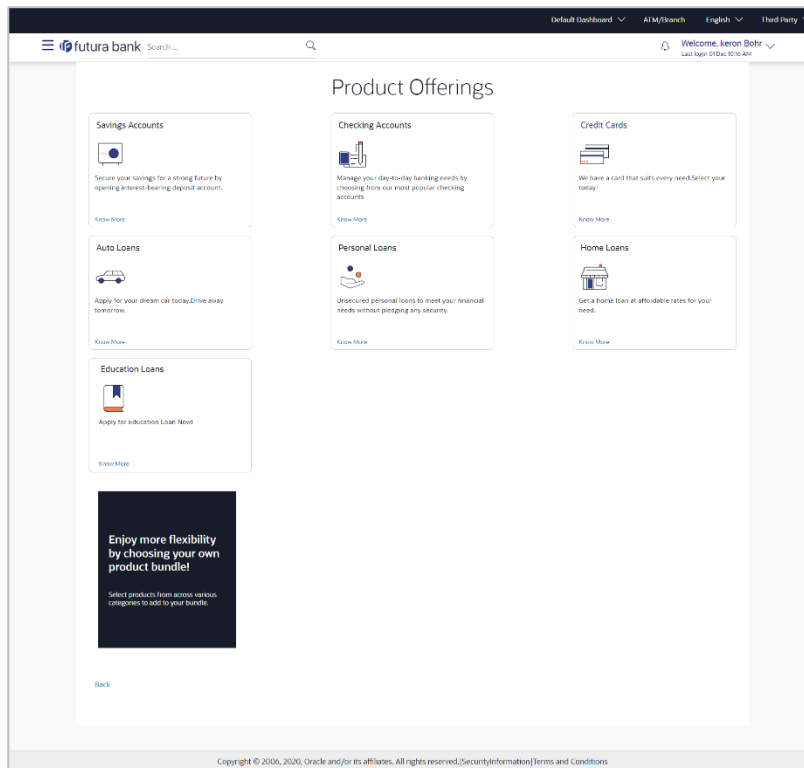 Default Dashboard ATM/Branch English Third Party
futura bank Search ... Welcome, keron Bohr
Last login 01 Dec 10:16 AM
Product Offerings
Savings Accounts
Secure your savings for a strong future by
opening interest-bearing deposit account.
Know More
Checking Accounts
Manage your day-to-day banking needs by
choosing from our most popular checking
accounts
Know More
Credit Cards
We have a card that suits every need.Select your
today!
Know More
Auto Loans
Apply for your dream car today.Drive away
tomorrow.
Know More
Personal Loans
Unsecured personal loans to meet your financial
needs without pledging any security.
Know More
Home Loans
Get a home loan at affordable rates for your
need.
Know More
Education Loans
Apply for Education Loan Now!
Know More
Enjoy more flexibility
by choosing your own
product bundle!
Select products from across various
categories to add to your bundle.
Back
Copyright © 2006, 2020, Oracle and/or its affiliates. All rights reserved.|SecurityInformation|Terms and Conditions